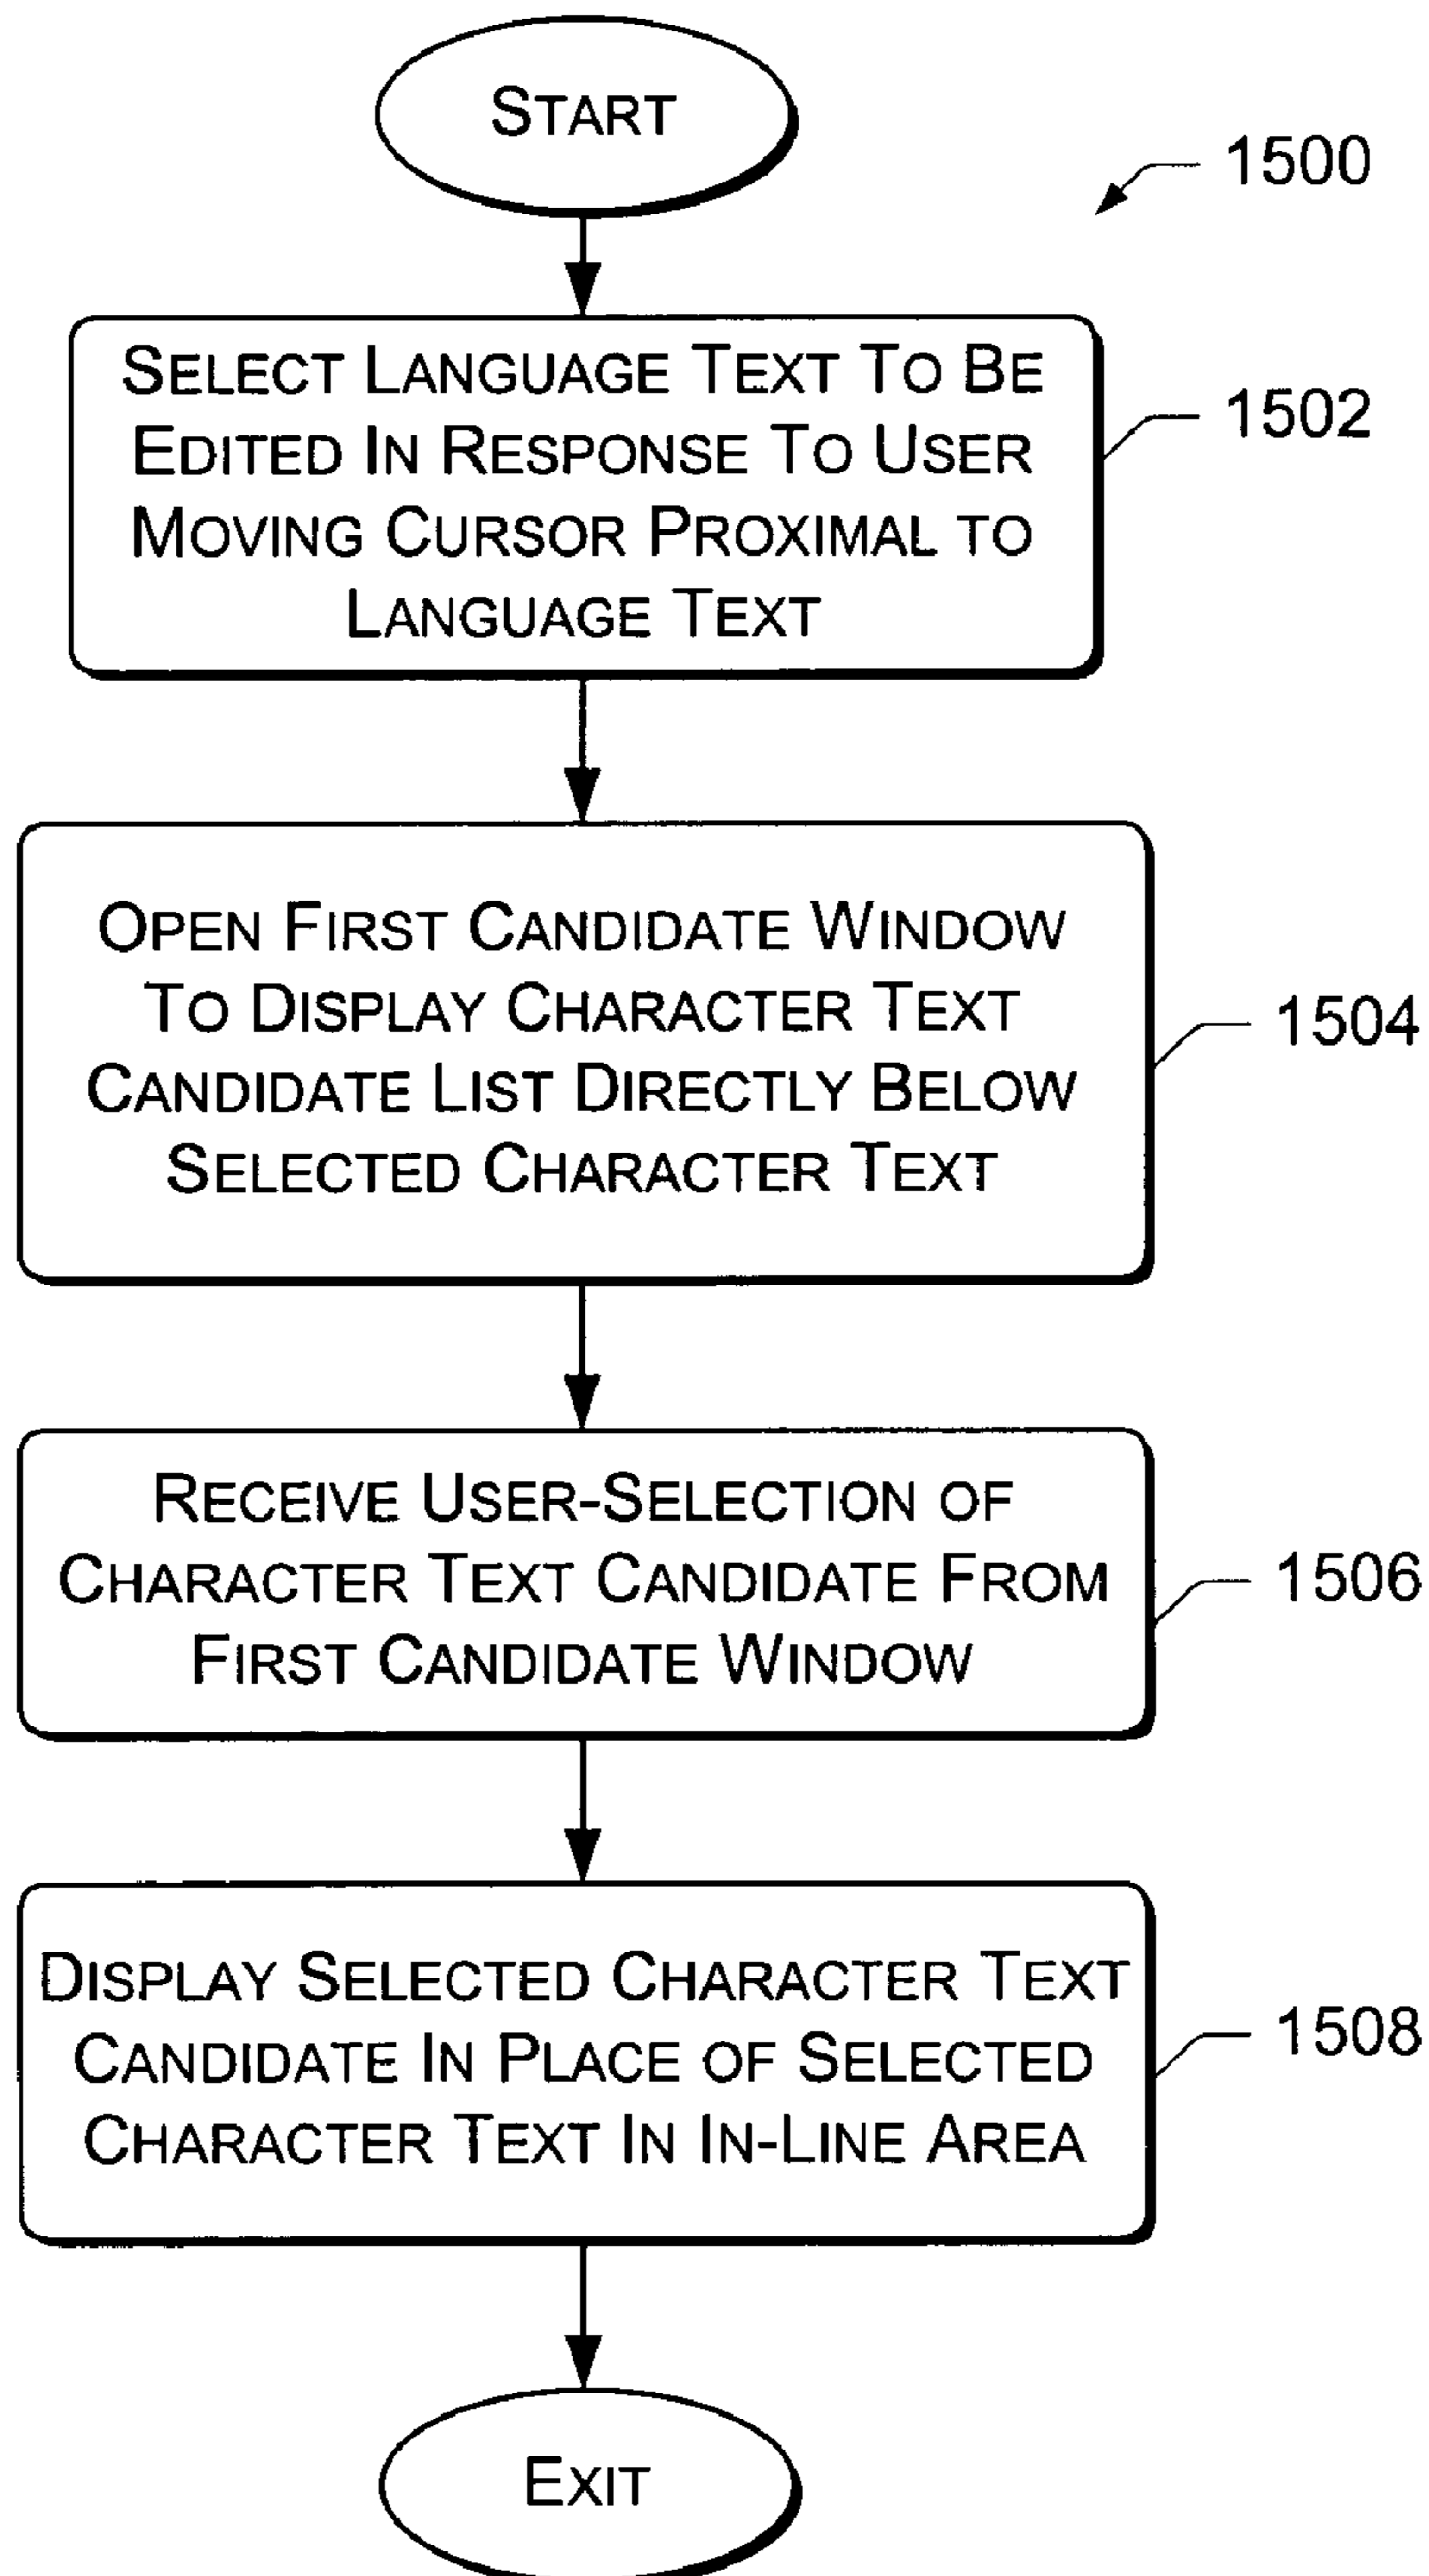 START
1500
SELECT LANGUAGE TEXT TO BE
EDITED IN RESPONSE TO USER
MOVING CURSOR PROXIMAL TO
LANGUAGE TEXT
1502
OPEN FIRST CANDIDATE WINDOW
TO DISPLAY CHARACTER TEXT
CANDIDATE LIST DIRECTLY BELOW
SELECTED CHARACTER TEXT
1504
RECEIVE USER-SELECTION OF
CHARACTER TEXT CANDIDATE FROM
FIRST CANDIDATE WINDOW
1506
DISPLAY SELECTED CHARACTER TEXT
CANDIDATE IN PLACE OF SELECTED
CHARACTER TEXT IN IN-LINE AREA
1508
EXIT